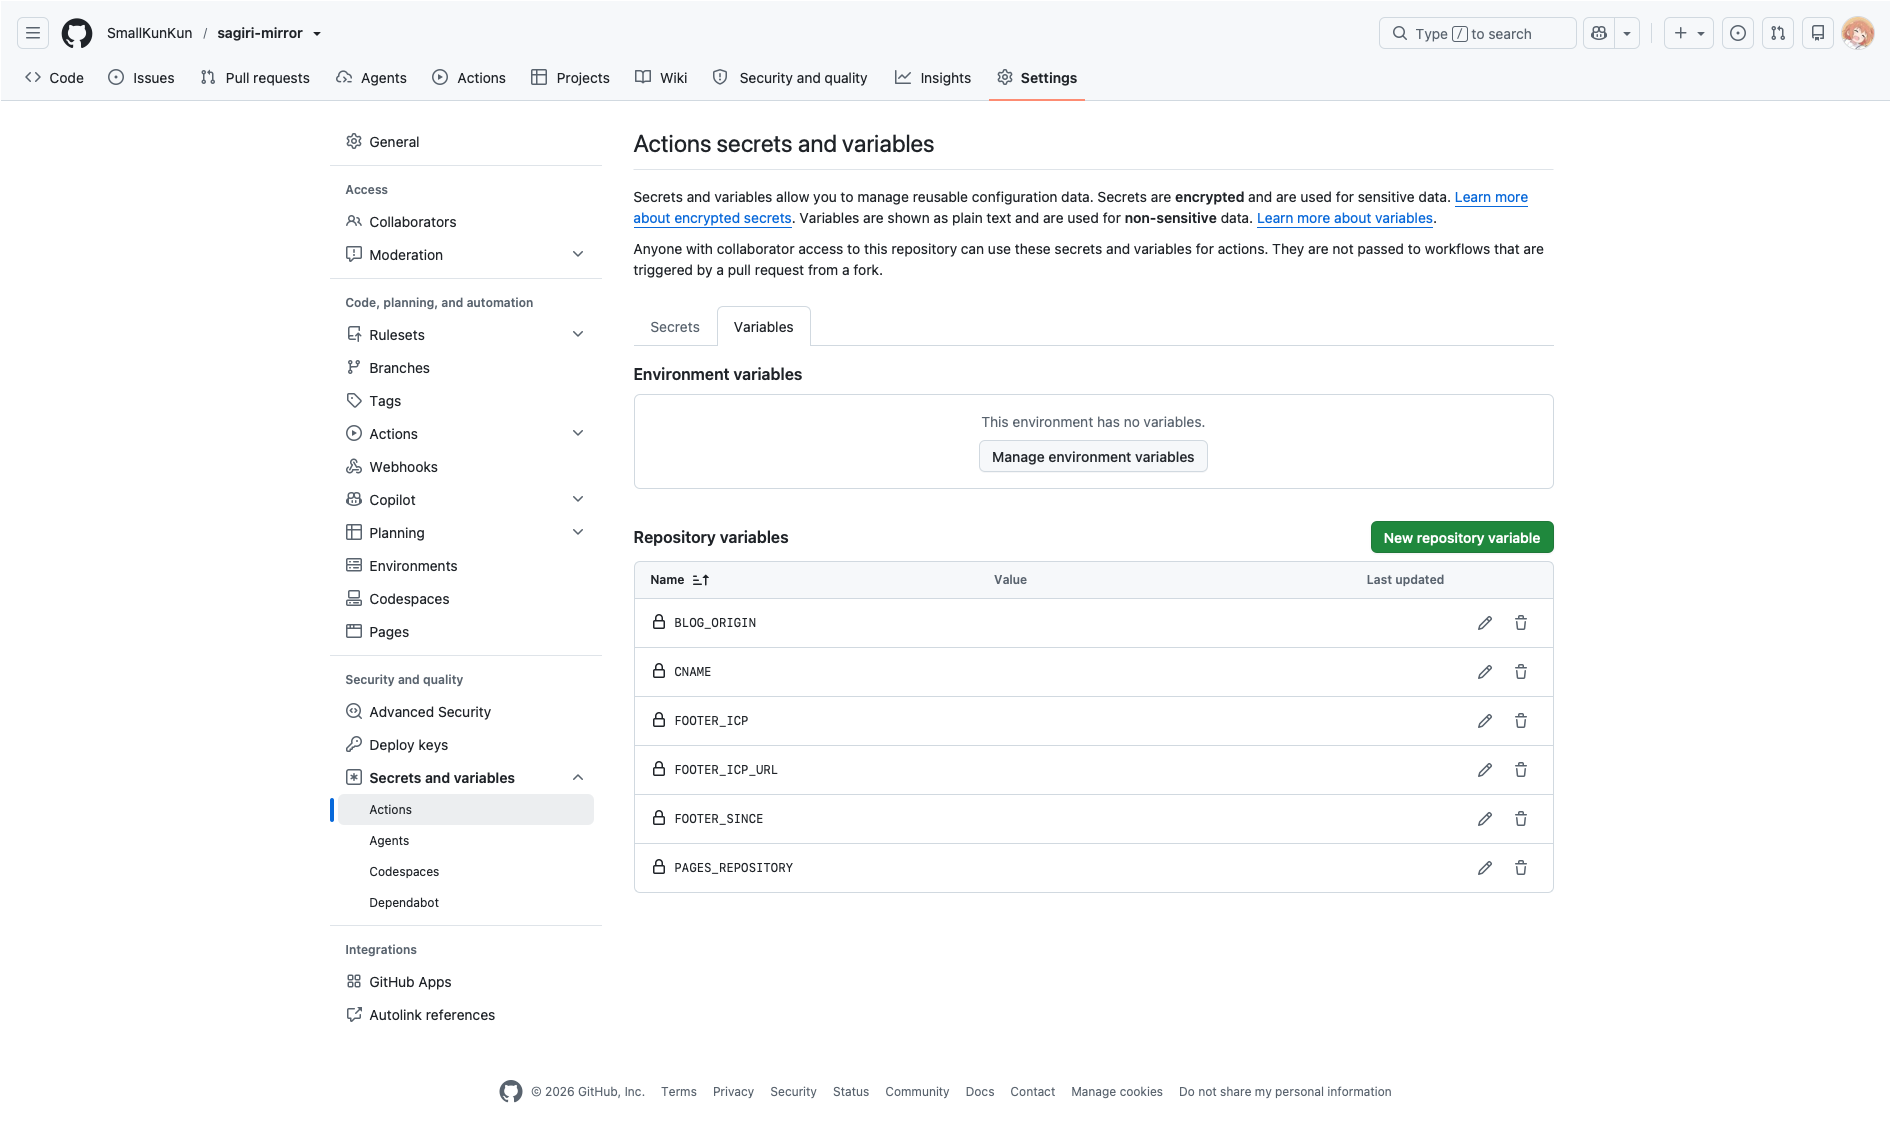 SmallKunKun / sagiri-mirror
Type / to search
Code Issues Pull requests Agents Actions Projects Wiki Security and quality Insights Settings
General
Access
Collaborators
Moderation
Code, planning, and automation
Rulesets
Branches
Tags
Actions
Webhooks
Copilot
Planning
Environments
Codespaces
Pages
Security and quality
Advanced Security
Deploy keys
Secrets and variables
Actions
Agents
Codespaces
Dependabot
Integrations
GitHub Apps
Autolink references
Actions secrets and variables
Secrets and variables allow you to manage reusable configuration data. Secrets are encrypted and are used for sensitive data. Learn more
about encrypted secrets. Variables are shown as plain text and are used for non-sensitive data. Learn more about variables.
Anyone with collaborator access to this repository can use these secrets and variables for actions. They are not passed to workflows that are
triggered by a pull request from a fork.
Secrets Variables
Environment variables
This environment has no variables.
Manage environment variables
Repository variables
New repository variable
Name Value Last updated
BLOG_ORIGIN
CNAME
FOOTER_ICP
FOOTER_ICP_URL
FOOTER_SINCE
PAGES_REPOSITORY
© 2026 GitHub, Inc. Terms Privacy Security Status Community Docs Contact Manage cookies Do not share my personal information